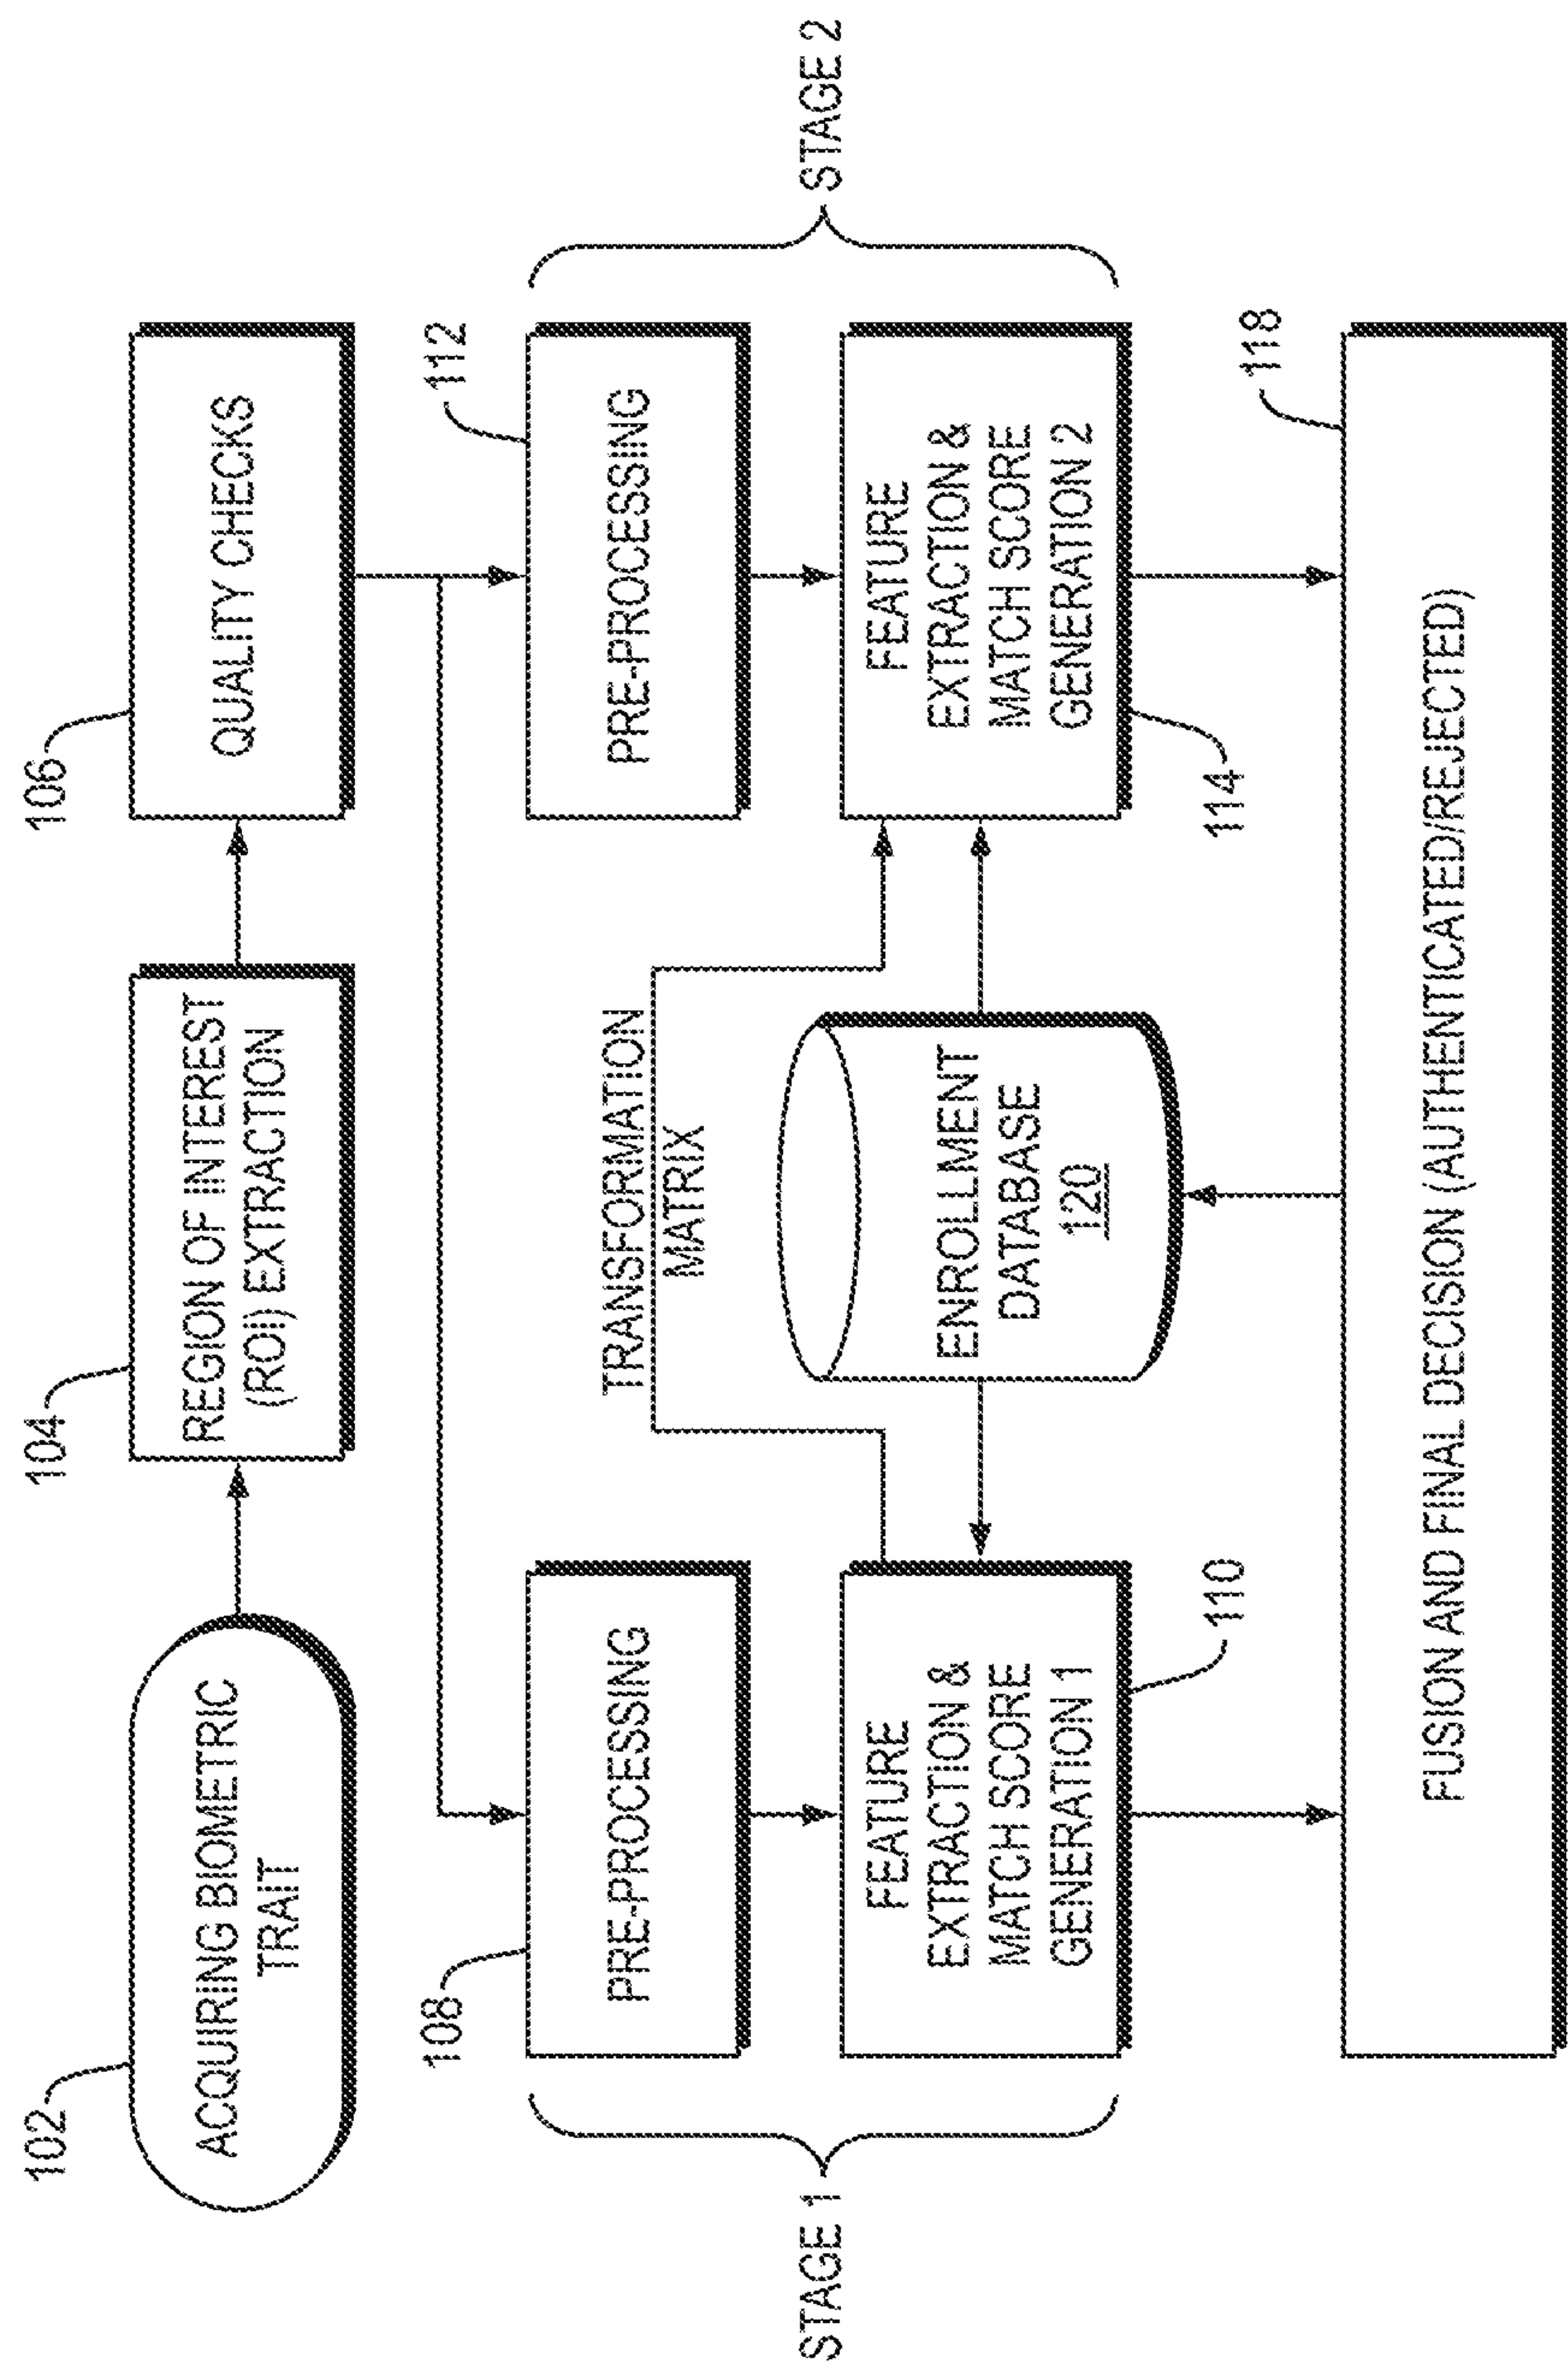 102
ACQUIRING BIOMETRIC
TRAIT
104
REGION OF INTEREST
(ROI) EXTRACTION
106
QUALITY CHECKS
STAGE 1
108
PRE-PROCESSING
FEATURE
EXTRACTION &
MATCH SCORE
GENERATION 1
110
TRANSFORMATION
MATRIX
ENROLLMENT
DATABASE
120
112
PRE-PROCESSING
FEATURE
EXTRACTION &
MATCH SCORE
GENERATION 2
114
STAGE 2
118
FUSION AND FINAL DECISION (AUTHENTICATED/REJECTED)